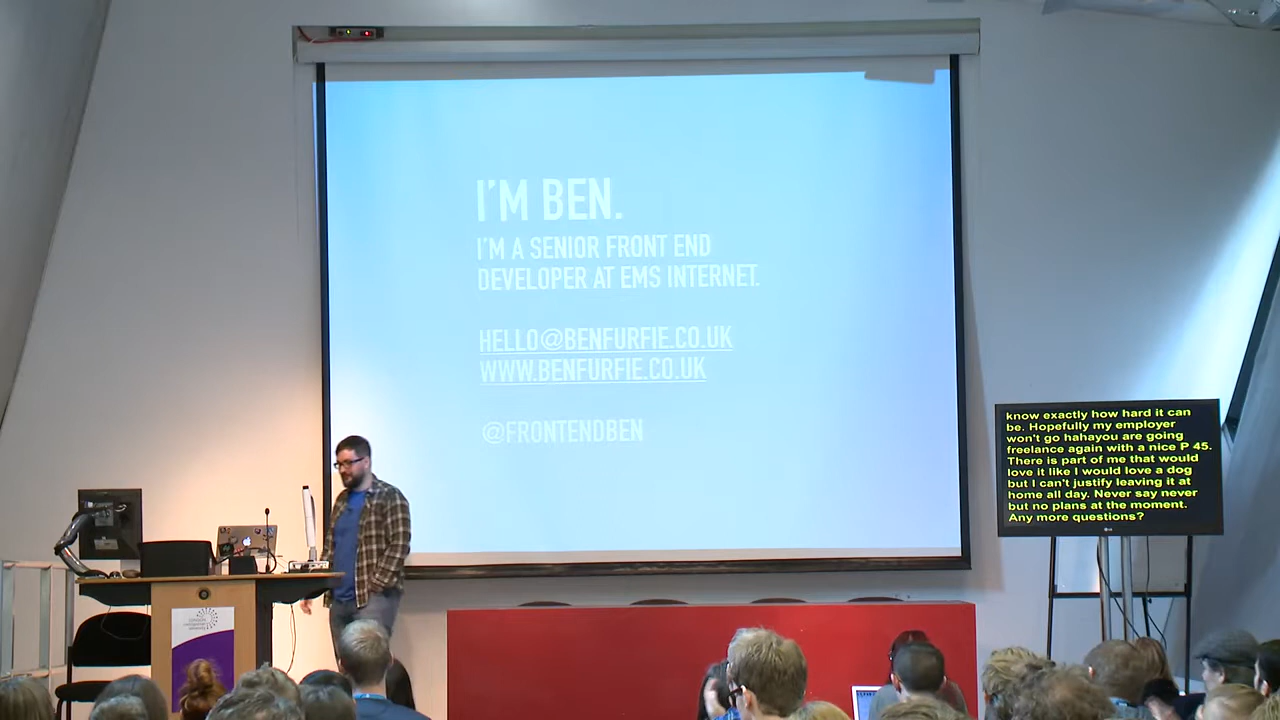 I'M BEN.
I'M A SENIOR FRONT END
DEVELOPER AT EMS INTERNET.
HELLO@BENFURFIE.CO.UK
WWW.BENFURFIE.CO.UK
@FRONTENDBEN
know exactly how hard it can
be. Hopefully my employer
won't go hahayou are going
freelance again with a nice P 45.
There is part of me that would
love it like I would love a dog
but I can't justify leaving it at
home all day. Never say never
but no plans at the moment.
Any more questions?